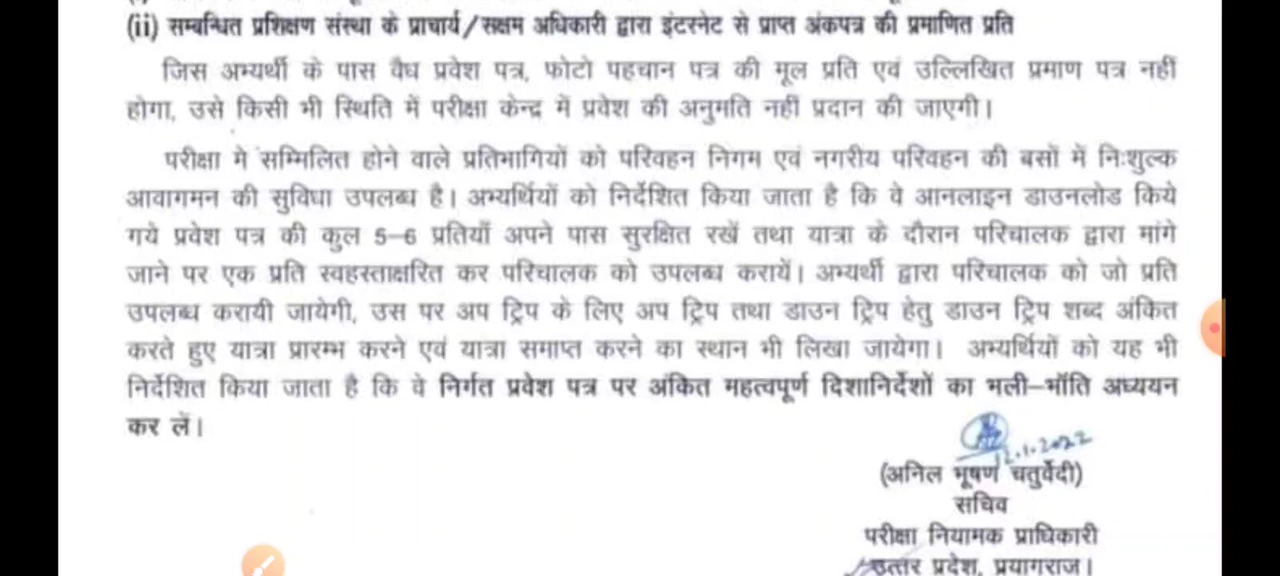 (ii) सम्बन्धित प्रशिक्षण संस्था के प्राचार्य/सक्षम अधिकारी द्वारा इंटरनेट से प्राप्त अंकपत्र की प्रमाणित प्रति
जिस अभ्यर्थी के पास वैध प्रवेश पत्र, फोटो पहचान पत्र की मूल प्रति एवं उल्लिखित प्रमाण पत्र नहीं
होगा, उसे किसी भी स्थिति में परीक्षा केन्द्र में प्रवेश की अनुमति नहीं प्रदान की जाएगी।
परीक्षा मे सम्मिलित होने वाले प्रतिभागियों को परिवहन निगम एवं नगरीय परिवहन की बसों में निःशुल्क
आवागमन की सुविधा उपलब्ध है। अभ्यर्थियों को निर्देशित किया जाता है कि वे आनलाइन डाउनलोड किये
गये प्रवेश पत्र की कुल 5–6 प्रतियाँ अपने पास सुरक्षित रखें तथा यात्रा के दौरान परिचालक द्वारा मांगे
जाने पर एक प्रति स्वहस्ताक्षरित कर परिचालक को उपलब्ध करायें। अभ्यर्थी द्वारा परिचालक को जो प्रति
उपलब्ध करायी जायेगी, उस पर अप ट्रिप के लिए अप ट्रिप तथा डाउन ट्रिप हेतु डाउन ट्रिप शब्द अंकित
करते हुए यात्रा प्रारम्भ करने एवं यात्रा समाप्त करने का स्थान भी लिखा जायेगा। अभ्यर्थियों को यह भी
निर्देशित किया जाता है कि वे निर्गत प्रवेश पत्र पर अंकित महत्वपूर्ण दिशानिर्देशों का भली–भाँति अध्ययन
कर लें।
12.1.2022
(अनिल भूषण चतुर्वेदी)
सचिव
परीक्षा नियामक प्राधिकारी
उत्तर प्रदेश, प्रयागराज।